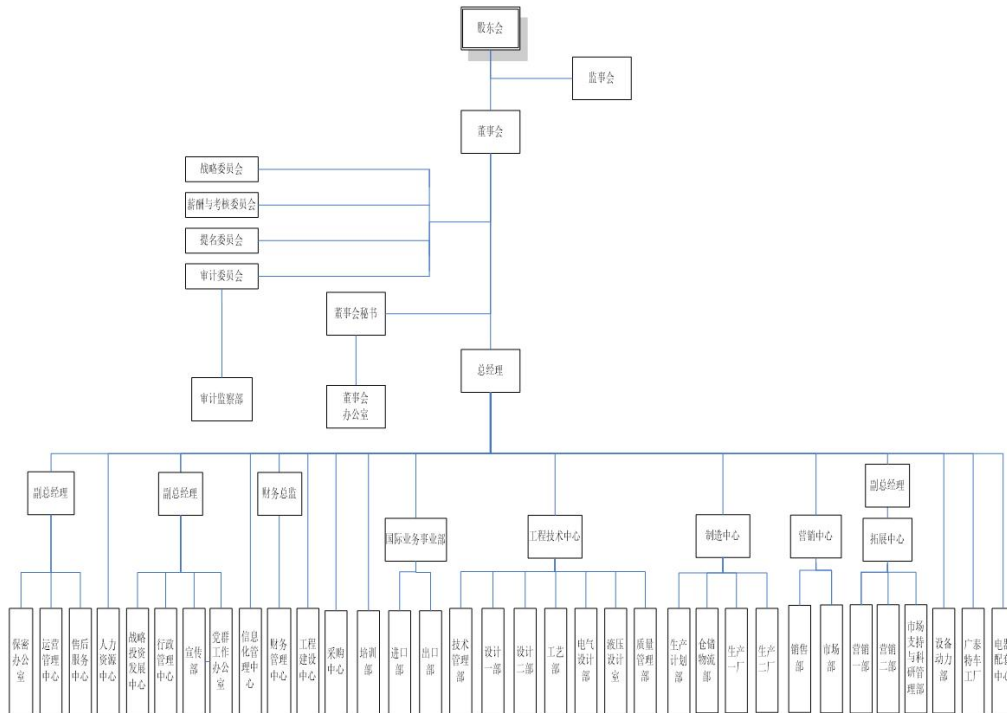 股东会
监事会
董事会
战略委员会
薪酬与考核委员会
提名委员会
审计委员会
董事会秘书
总经理
审计监察部
董事会
办公室
副总经理
副总经理
财务总监
副总经理
国际业务事业部
工程技术中心
制造中心
营销中心
拓展中心
保密
办公
室
运营
管理
中心
售后
服务
中心
人力
资源
中心
战略
投资
发展
中心
行政
管理
中心
宣传
部
党群
工作
办公
室
信息
化管
理中
心
财务
管理
中心
工程
建设
中心
采购
中心
培训
部
进口
部
出口
部
技术
管理
部
设计
一部
设计
二部
工艺
部
电气
设计
部
液压
设计
室
质量
管理
部
生产
计划
部
仓储
物流
部
生产
一厂
生产
二厂
销售
部
市场
部
营销
一部
营销
二部
市场
支持
与科
研管
理部
设备
动力
部
广泰
特车
工厂
电器
配套
中心